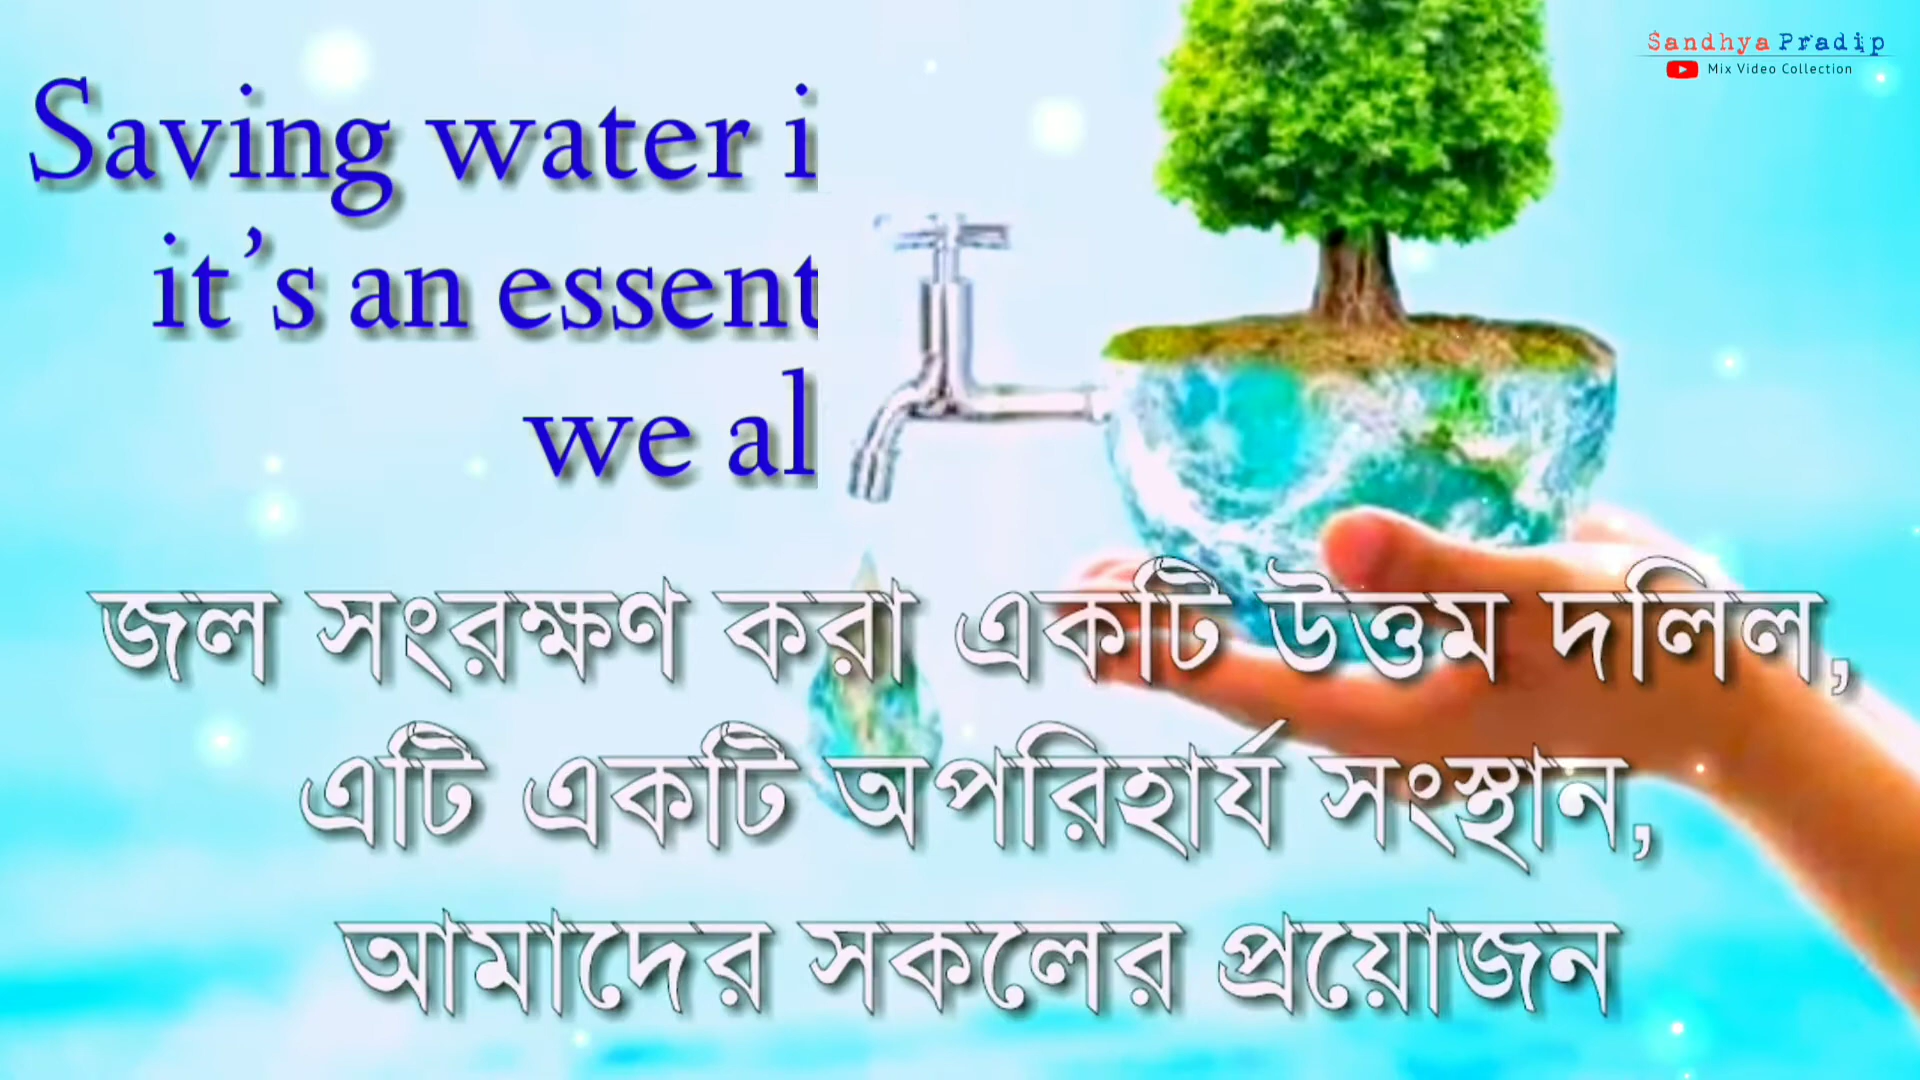 Sandhya Pradip
Mix Video Collection
Saving water i
it's an essent
we al
জল সংরক্ষণ করা একটি উত্তম দলিল,
এটি একটি অপরিহার্য সংস্থান,
আমাদের সকলের প্রয়োজন